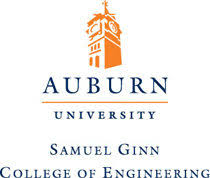 AUBURN
UNIVERSITY
SAMUEL GINN
COLLEGE OF ENGINEERING